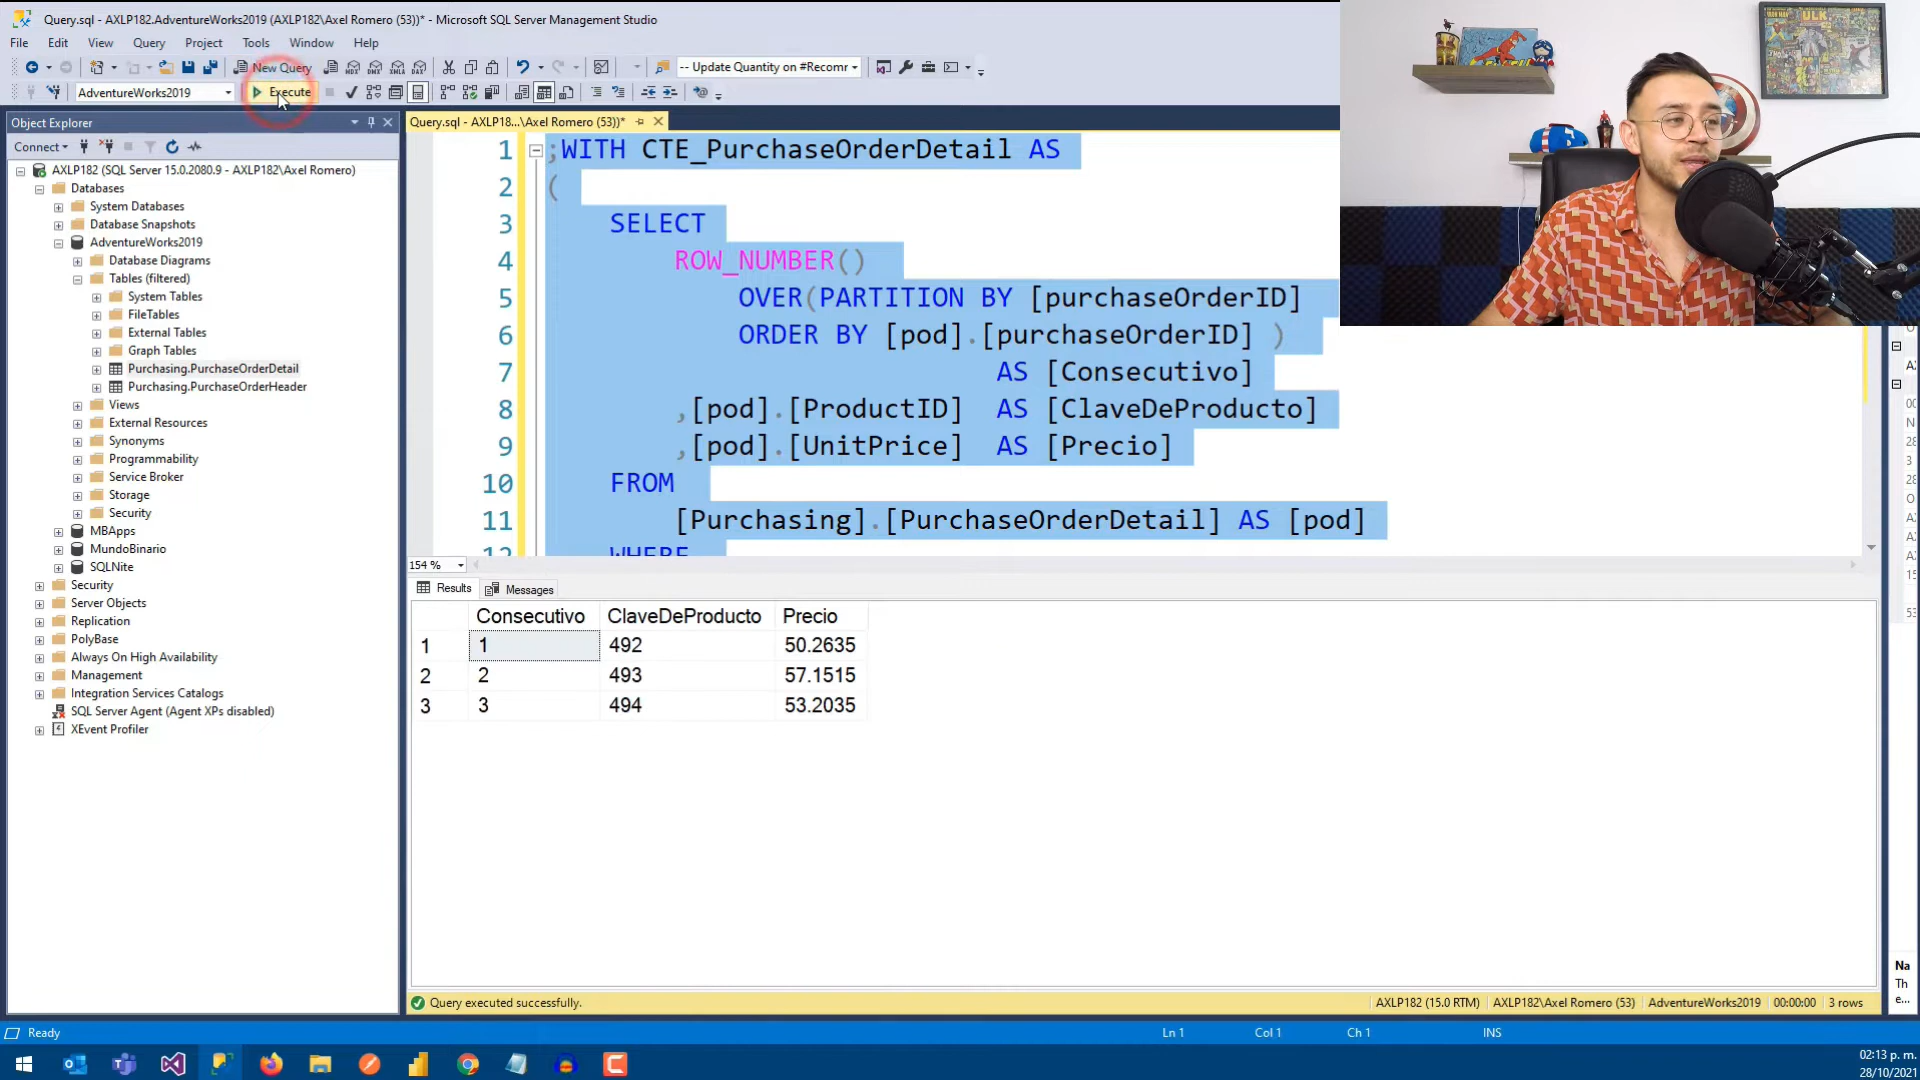 Query.sql - AXLP182.AdventureWorks2019 (AXLP182\Axel Romero (53))* - Microsoft SQL Server Management Studio
File Edit View Query Project Tools Window Help
New Query -- Update Quantity on #Recomr
AdventureWorks2019 Execute
Object Explorer
Connect
AXLP182 (SQL Server 15.0.2080.9 - AXLP182\Axel Romero)
Databases
System Databases
Database Snapshots
AdventureWorks2019
Database Diagrams
Tables (filtered)
System Tables
FileTables
External Tables
Graph Tables
Purchasing.PurchaseOrderDetail
Purchasing.PurchaseOrderHeader
Views
External Resources
Synonyms
Programmability
Service Broker
Storage
Security
MBApps
MundoBinario
SQLNite
Security
Server Objects
Replication
PolyBase
Always On High Availability
Management
Integration Services Catalogs
SQL Server Agent (Agent XPs disabled)
XEvent Profiler
Query.sql - AXLP18...\Axel Romero (53))*
1 ;WITH CTE_PurchaseOrderDetail AS
2 (
3 SELECT
4 ROW_NUMBER()
5 OVER(PARTITION BY [purchaseOrderID]
6 ORDER BY [pod].[purchaseOrderID] )
7 AS [Consecutivo]
8 ,[pod].[ProductID] AS [ClaveDeProducto]
9 ,[pod].[UnitPrice] AS [Precio]
10 FROM
11 [Purchasing].[PurchaseOrderDetail] AS [pod]
12 WHERE
154 %
Results Messages
Consecutivo ClaveDeProducto Precio
1 1 492 50.2635
2 2 493 57.1515
3 3 494 53.2035
Query executed successfully. AXLP182 (15.0 RTM) AXLP182\Axel Romero (53) AdventureWorks2019 00:00:00 3 rows
Ready Ln 1 Col 1 Ch 1 INS
Na
Th
e...
02:13 p. m.
28/10/2021